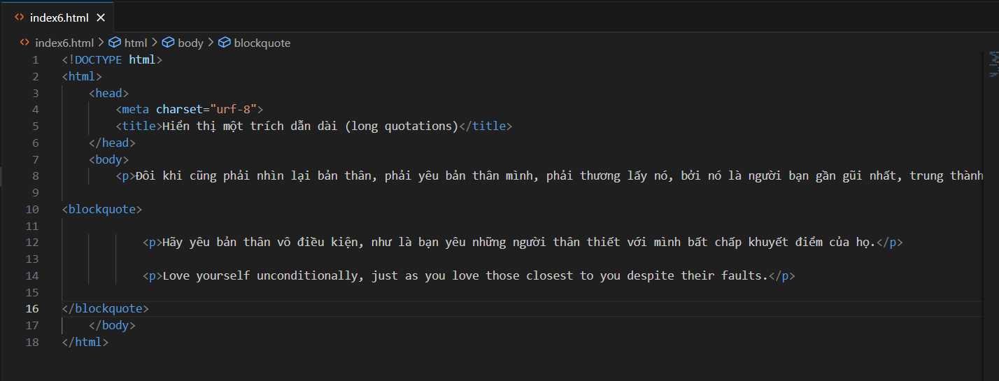 index6.html
index6.html > html > body > blockquote
1 <!DOCTYPE html>
2 <html>
3 <head>
4 <meta charset="urf-8">
5 <title>Hiển thị một trích dẫn dài (long quotations)</title>
6 </head>
7 <body>
8 <p>Đôi khi cũng phải nhìn lại bản thân, phải yêu bản thân mình, phải thương lấy nó, bởi nó là người bạn gần gũi nhất, trung thành
9
10 <blockquote>
11
12 <p>Hãy yêu bản thân vô điều kiện, như là bạn yêu những người thân thiết với mình bất chấp khuyết điểm của họ.</p>
13
14 <p>Love yourself unconditionally, just as you love those closest to you despite their faults.</p>
15
16 </blockquote>
17 </body>
18 </html>